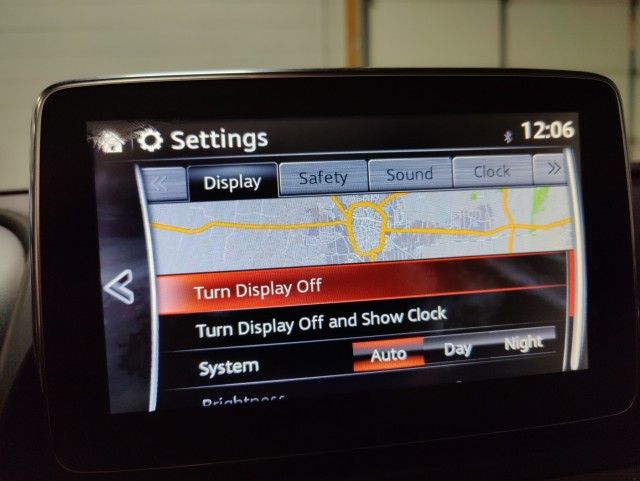 Settings 12:06
Display Safety Sound Clock
Turn Display Off
Turn Display Off and Show Clock
System Auto Day Night
Brightness